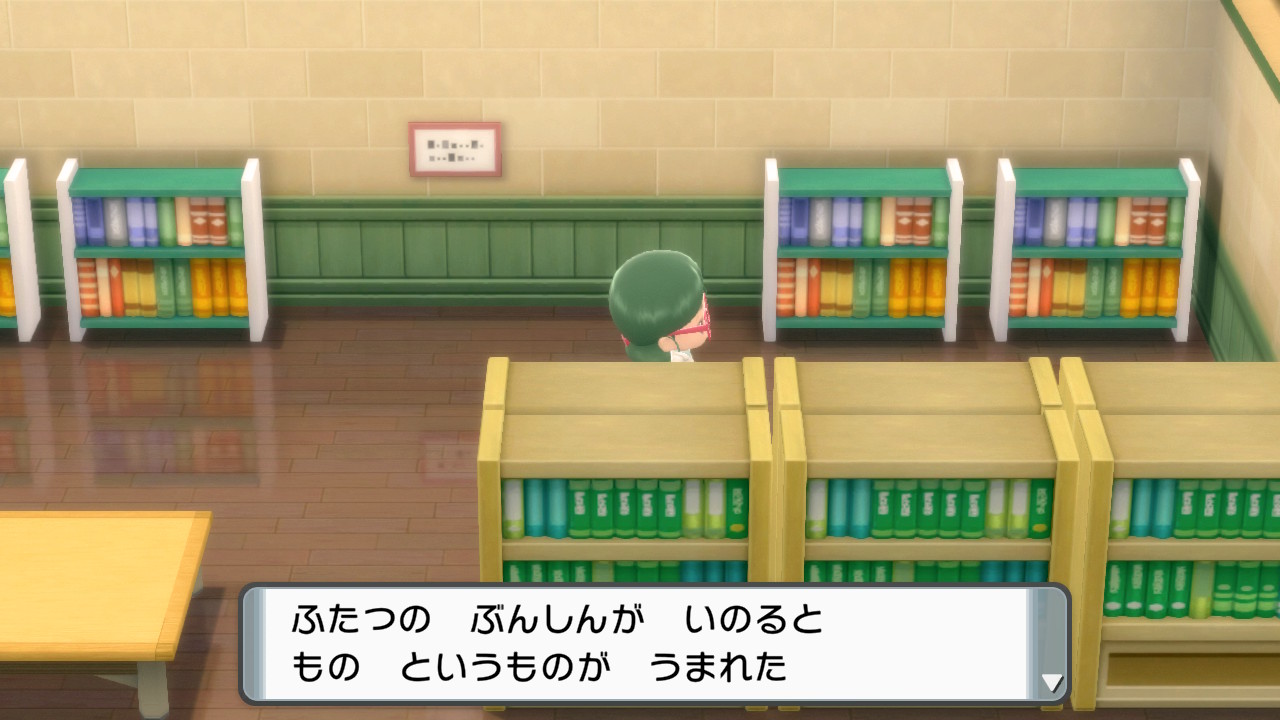 ふたつの　ぶんしんが　いのると
もの　というものが　うまれた